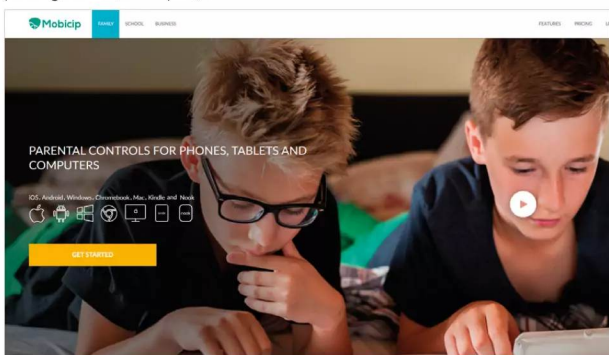 Mobicip
FAMILY SCHOOL BUSINESS FEATURES PRICING
PARENTAL CONTROLS FOR PHONES, TABLETS AND
COMPUTERS
iOS, Android, Windows, Chromebook, Mac, Kindle and Nook
GET STARTED